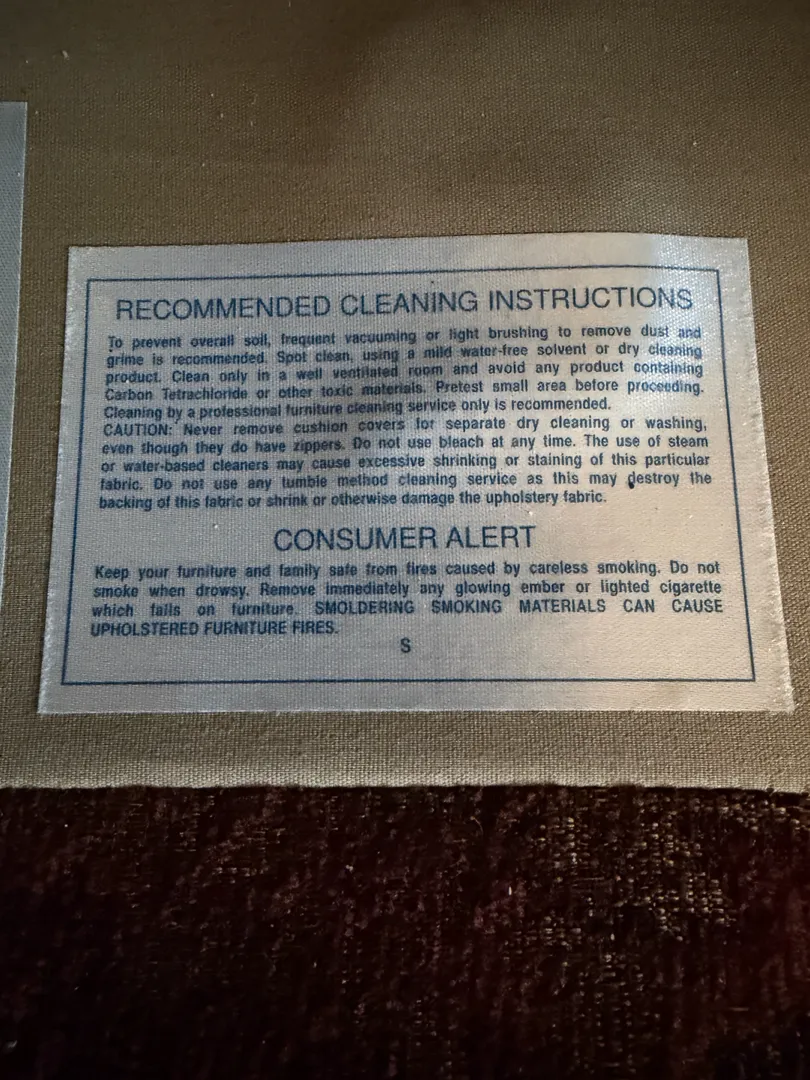 RECOMMENDED CLEANING INSTRUCTIONS
To prevent overall soil, frequent vacuuming or light brushing to remove dust and
grime is recommended. Spot clean, using a mild water-free solvent or dry cleaning
product. Clean only in a well ventilated room and avoid any product containing
Carbon Tetrachloride or other toxic materials. Pretest small area before proceeding.
Cleaning by a professional furniture cleaning service only is recommended.
CAUTION: Never remove cushion covers for separate dry cleaning or washing,
even though they do have zippers. Do not use bleach at any time. The use of steam
or water-based cleaners may cause excessive shrinking or staining of this particular
fabric. Do not use any tumble method cleaning service as this may destroy the
backing of this fabric or shrink or otherwise damage the upholstery fabric.
CONSUMER ALERT
Keep your furniture and family safe from fires caused by careless smoking. Do not
smoke when drowsy. Remove immediately any glowing ember or lighted cigarette
which falls on furniture. SMOLDERING SMOKING MATERIALS CAN CAUSE
UPHOLSTERED FURNITURE FIRES.
S